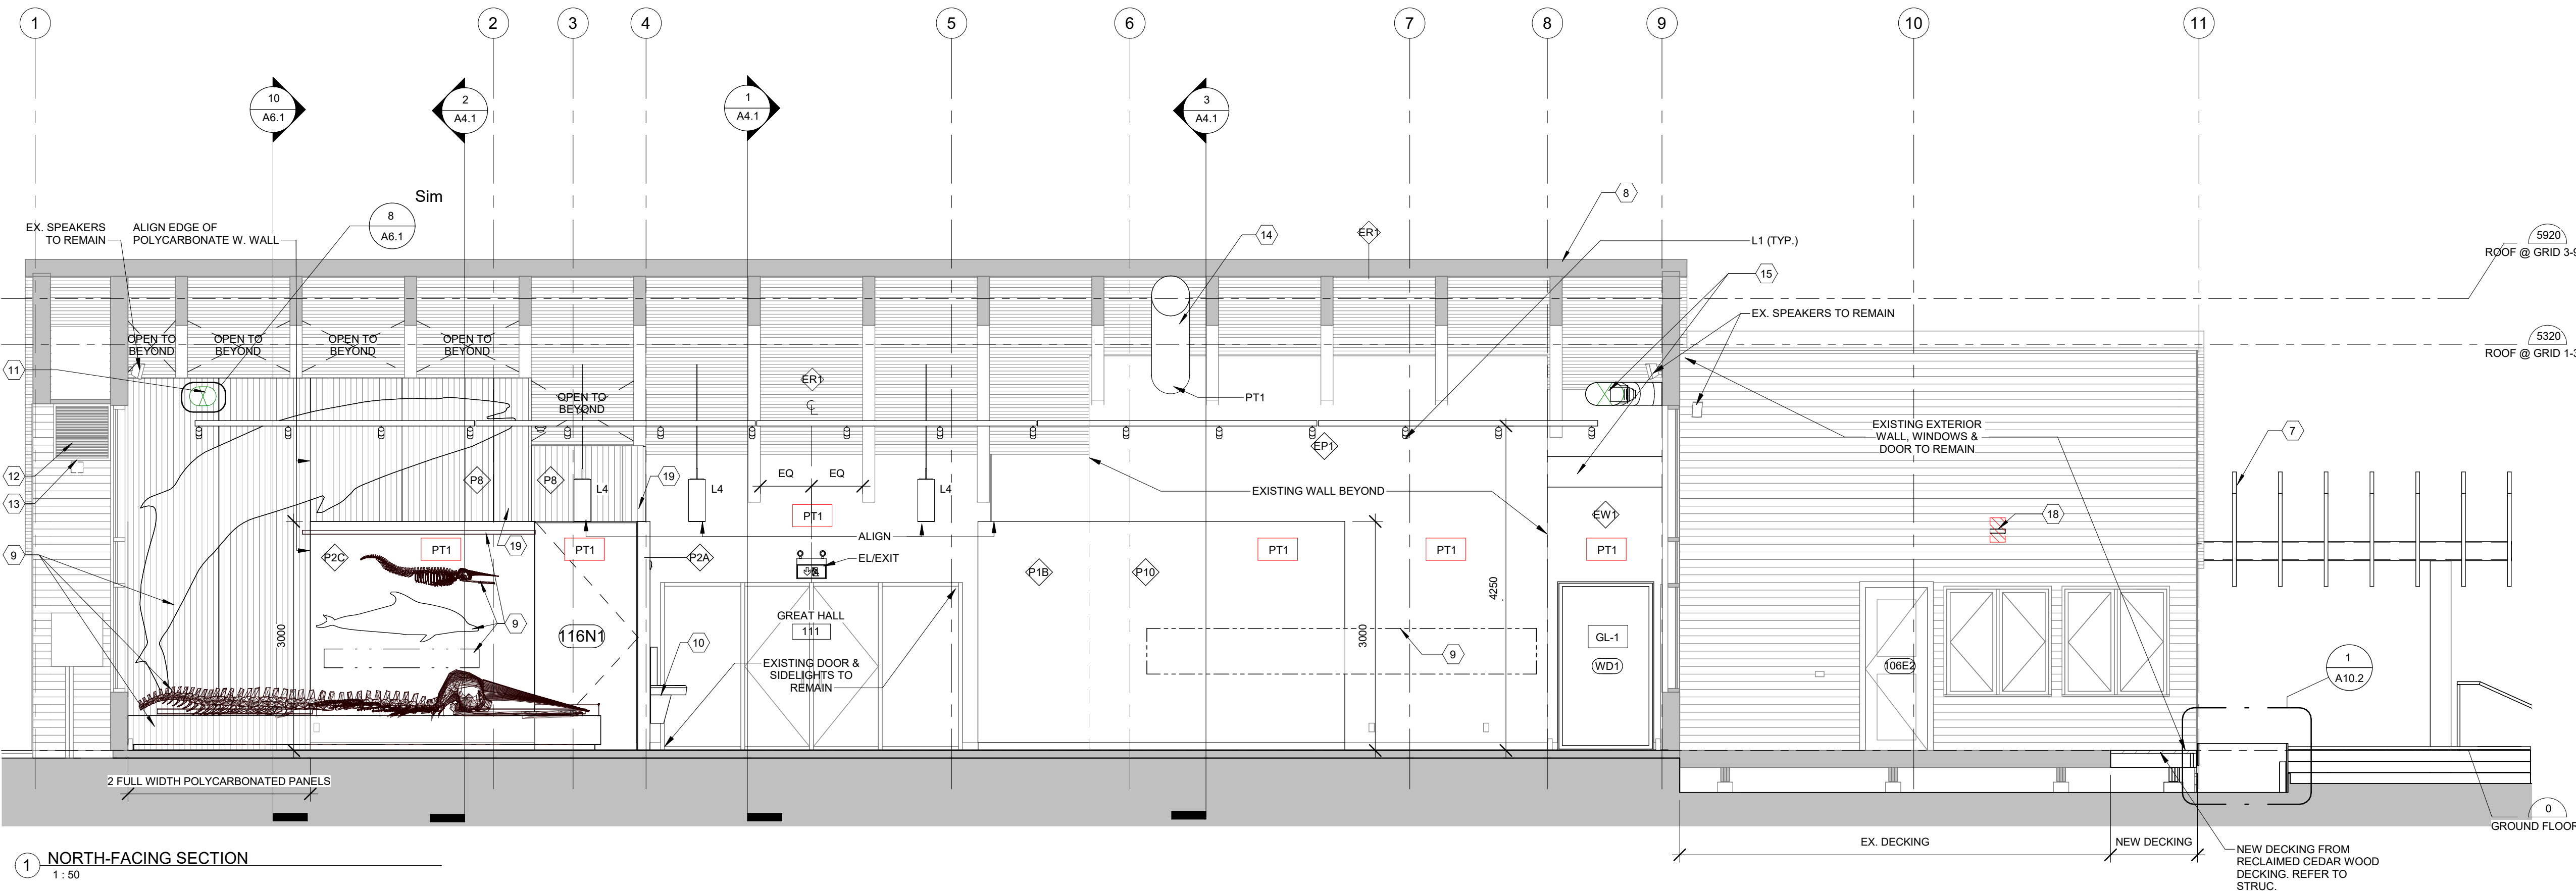 1
2
3
4
5
6
7
8
9
10
11
10
A6.1
2
A4.1
1
A4.1
3
A4.1
Sim
8
A6.1
EX. SPEAKERS
TO REMAIN
ALIGN EDGE OF
POLYCARBONATE W. WALL
14
ER1
8
L1 (TYP.)
15
EX. SPEAKERS TO REMAIN
5920
ROOF @ GRID 3-9
5320
ROOF @ GRID 1-3
OPEN TO
BEYOND
OPEN TO
BEYOND
OPEN TO
BEYOND
OPEN TO
BEYOND
OPEN TO
BEYOND
11
12
13
9
ER1
CL
PT1
EP1
EXISTING EXTERIOR
WALL, WINDOWS &
DOOR TO REMAIN
7
P8
P8
L4
19
L4
EQ
EQ
L4
EXISTING WALL BEYOND
PT1
EW1
18
ALIGN
19
P2C
PT1
PT1
P2A
EL/EXIT
P1B
P10
PT1
PT1
PT1
4250
3000
3000
9
116N1
10
GREAT HALL
111
EXISTING DOOR &
SIDELIGHTS TO
REMAIN
9
GL-1
WD1
106E2
1
A10.2
2 FULL WIDTH POLYCARBONATED PANELS
0
GROUND FLOOR
EX. DECKING
NEW DECKING
NEW DECKING FROM
RECLAIMED CEDAR WOOD
DECKING. REFER TO
STRUC.
1
NORTH-FACING SECTION
1 : 50